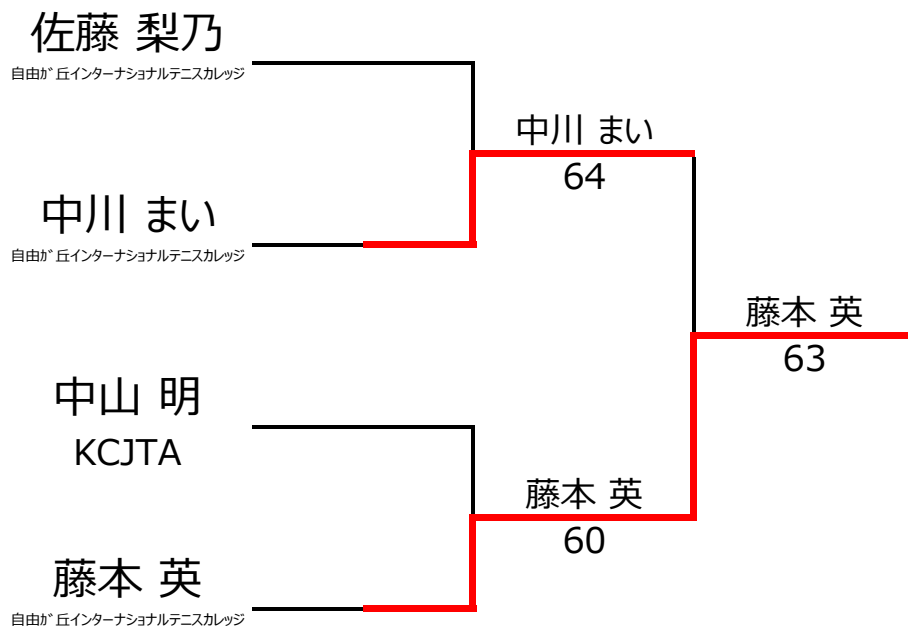 佐藤 梨乃
自由が丘インターナショナルテニスカレッジ
中川 まい
64
中川 まい
自由が丘インターナショナルテニスカレッジ
藤本 英
63
中山 明
KCJTA
藤本 英
60
藤本 英
自由が丘インターナショナルテニスカレッジ